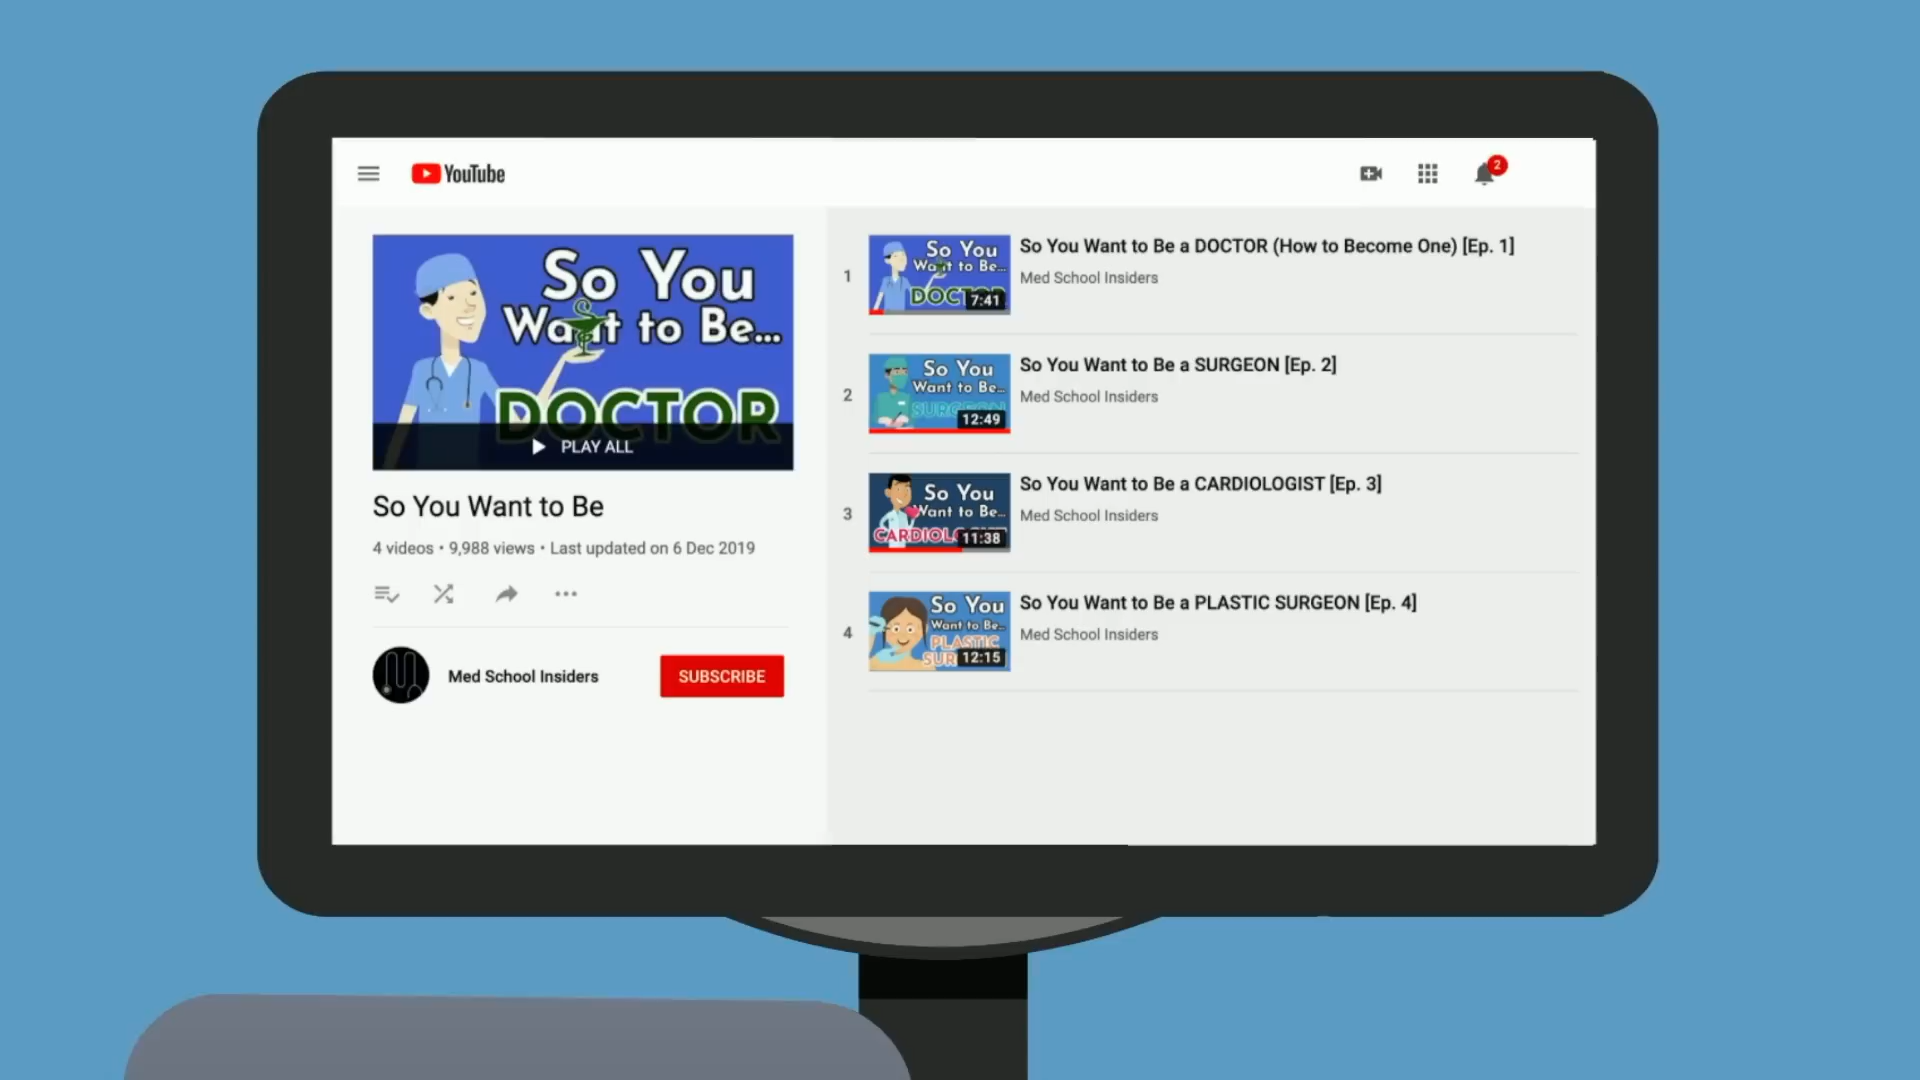 YouTube
2
So You
Want to Be...
DOCTOR
PLAY ALL
So You Want to Be
4 videos • 9,988 views • Last updated on 6 Dec 2019
Med School Insiders
SUBSCRIBE
1
So You
Want to Be...
DOCTOR
7:41
So You Want to Be a DOCTOR (How to Become One) [Ep. 1]
Med School Insiders
2
So You
Want to Be...
SURGEON
12:49
So You Want to Be a SURGEON [Ep. 2]
Med School Insiders
3
So You
Want to Be...
11:38
So You Want to Be a CARDIOLOGIST [Ep. 3]
Med School Insiders
4
So You
Want to Be...
PLASTIC
SUR
12:15
So You Want to Be a PLASTIC SURGEON [Ep. 4]
Med School Insiders